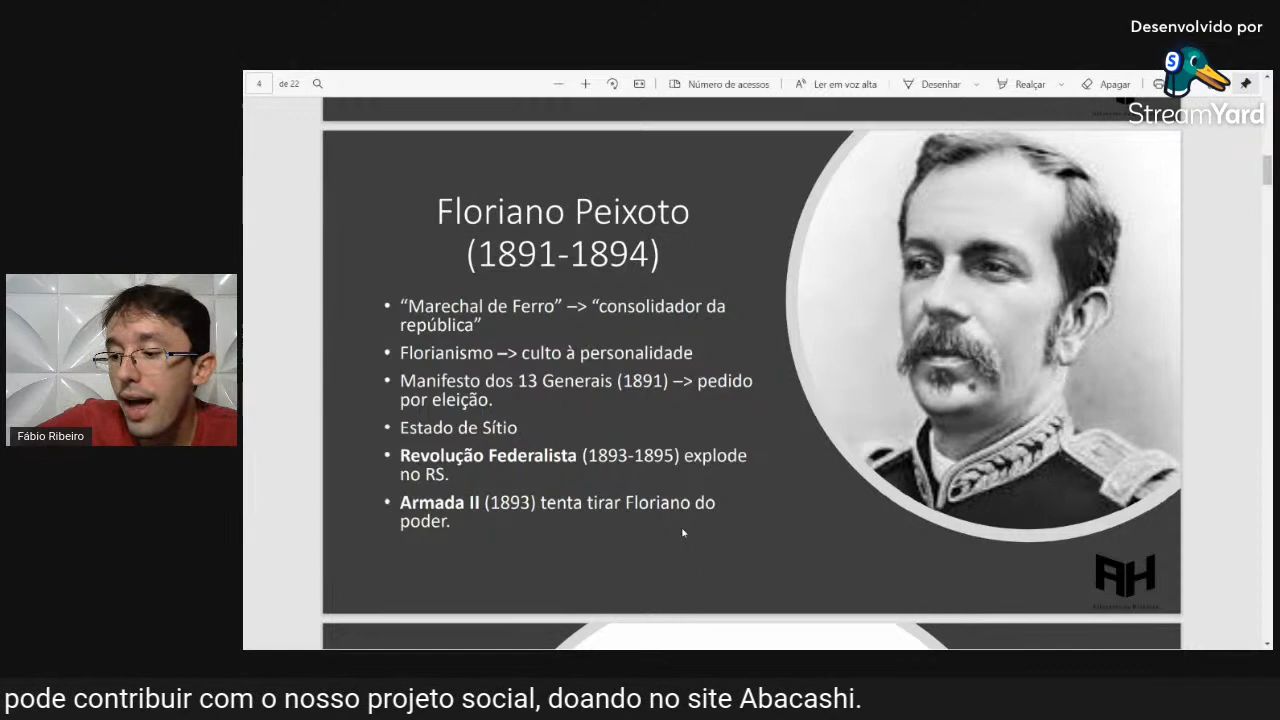 Desenvolvido por
StreamYard
4 de 22
Número de acessos
Ler em voz alta
Desenhar
Realçar
Apagar
Floriano Peixoto
(1891-1894)
• “Marechal de Ferro” –> “consolidador da
república”
• Florianismo –> culto à personalidade
• Manifesto dos 13 Generais (1891) –> pedido
por eleição.
• Estado de Sítio
• Revolução Federalista (1893-1895) explode
no RS.
• Armada II (1893) tenta tirar Floriano do
poder.
AH
Fábio Ribeiro
pode contribuir com o nosso projeto social, doando no site Abacashi.